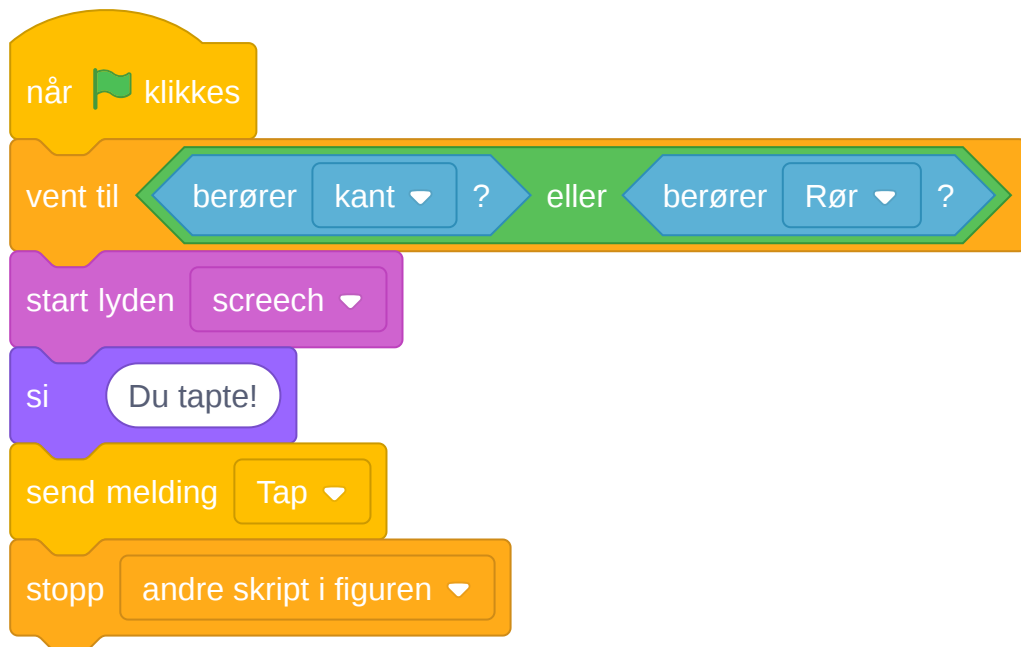 når klikkes
vent til berører kant ? eller berører Rør ?
start lyden screech
si Du tapte!
send melding Tap
stopp andre skript i figuren